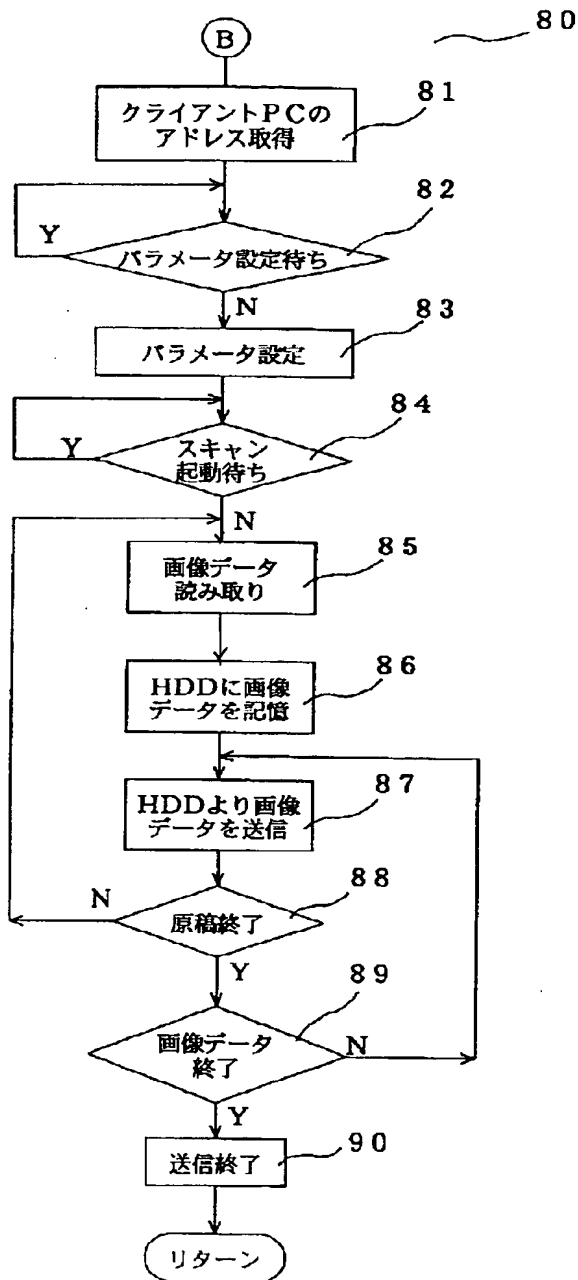 80
B
81
クライアントPCの
アドレス取得
82
Y
パラメータ設定待ち
N
83
パラメータ設定
84
Y
スキャン
起動待ち
N
85
画像データ
読み取り
86
HDDに画像
データを記憶
87
HDDより画像
データを送信
88
N
原稿終了
Y
89
画像データ
終了
N
Y
90
送信終了
リターン